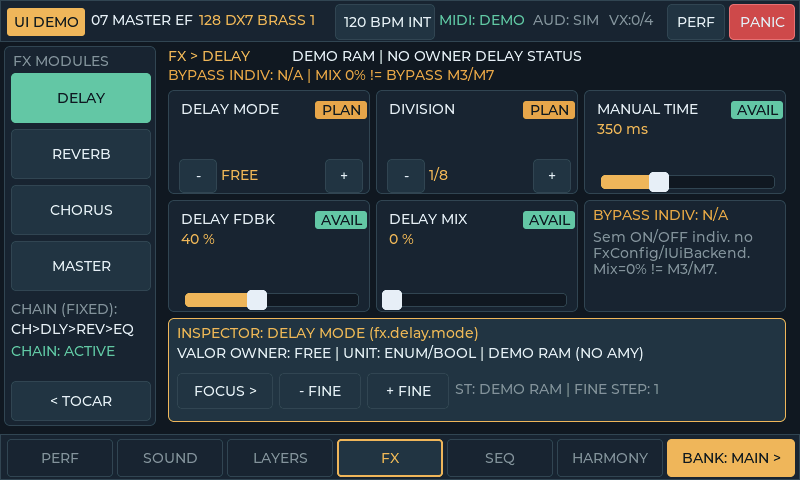 UI DEMO 07 MASTER EF 128 DX7 BRASS 1 120 BPM INT MIDI: DEMO AUD: SIM VX:0/4 PERF PANIC
FX MODULES
DELAY
REVERB
CHORUS
MASTER
CHAIN (FIXED):
CH>DLY>REV>EQ
CHAIN: ACTIVE
< TOCAR
FX > DELAY DEMO RAM | NO OWNER DELAY STATUS
BYPASS INDIV: N/A | MIX 0% != BYPASS M3/M7
DELAY MODE PLAN
- FREE +
DIVISION PLAN
- 1/8 +
MANUAL TIME AVAIL
350 ms
DELAY FDBK AVAIL
40 %
DELAY MIX AVAIL
0 %
BYPASS INDIV: N/A
Sem ON/OFF indiv. no
FxConfig/IUiBackend.
Mix=0% != M3/M7.
INSPECTOR: DELAY MODE (fx.delay.mode)
VALOR OWNER: FREE | UNIT: ENUM/BOOL | DEMO RAM (NO AMY)
FOCUS > - FINE + FINE ST: DEMO RAM | FINE STEP: 1
PERF SOUND LAYERS FX SEQ HARMONY BANK: MAIN >